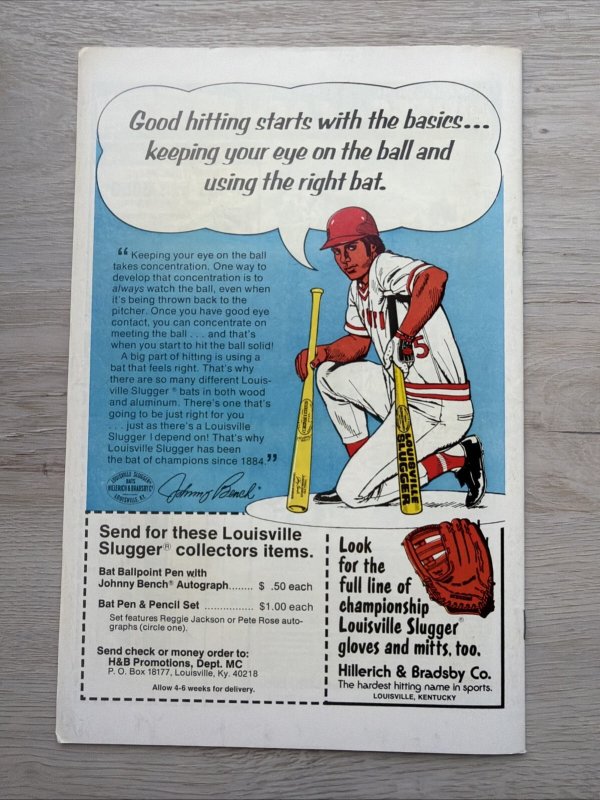 Good hitting starts with the basics...
keeping your eye on the ball and
using the right bat.
“Keeping your eye on the ball
takes concentration. One way to
develop that concentration is to
always watch the ball, even when
it's being thrown back to the
pitcher. Once you have good eye
contact, you can concentrate on
meeting the ball . . . and that's
when you start to hit the ball solid!
A big part of hitting is using a
bat that feels right. That's why
there are so many different Louis-
ville Slugger® bats in both wood
and aluminum. There's one that's
going to be just right for you
. . . just as there's a Louisville
Slugger I depend on! That's why
Louisville Slugger has been
the bat of champions since 1884.”
LOUISVILLE SLUGGER
BATS
HILLERICH & BRADSBY Co
LOUISVILLE, KY.
Johnny Bench
5
LOUISVILLE
SLUGGER
Send for these Louisville
Slugger® collectors items.
Bat Ballpoint Pen with
Johnny Bench® Autograph........ $ .50 each
Bat Pen & Pencil Set ............... $1.00 each
Set features Reggie Jackson or Pete Rose auto-
graphs (circle one).
Send check or money order to:
H&B Promotions, Dept. MC
P. O. Box 18177, Louisville, Ky. 40218
Allow 4-6 weeks for delivery.
Look
for the
full line of
championship
Louisville Slugger®
gloves and mitts, too.
Hillerich & Bradsby Co.
The hardest hitting name in sports.
LOUISVILLE, KENTUCKY